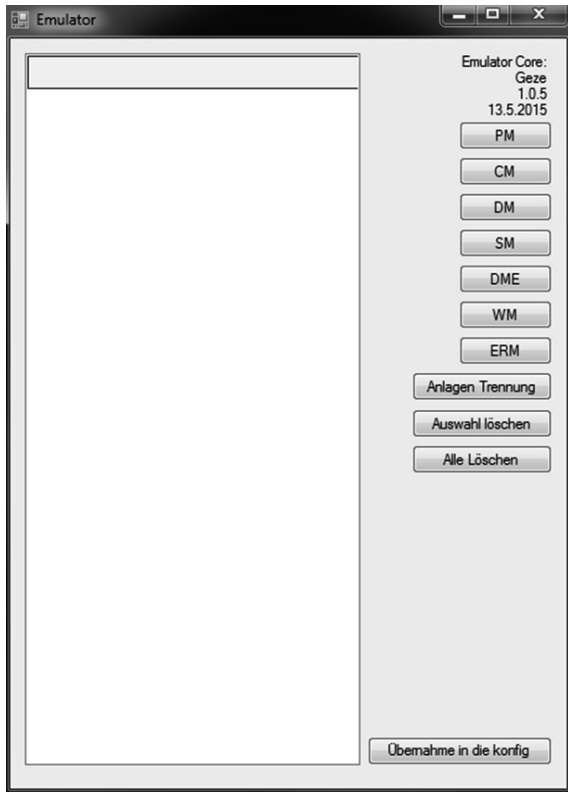 Emulator
Emulator Core:
Geze
1.0.5
13.5.2015
PM
CM
DM
SM
DME
WM
ERM
Anlagen Trennung
Auswahl löschen
Alle Löschen
Übernahme in die konfig